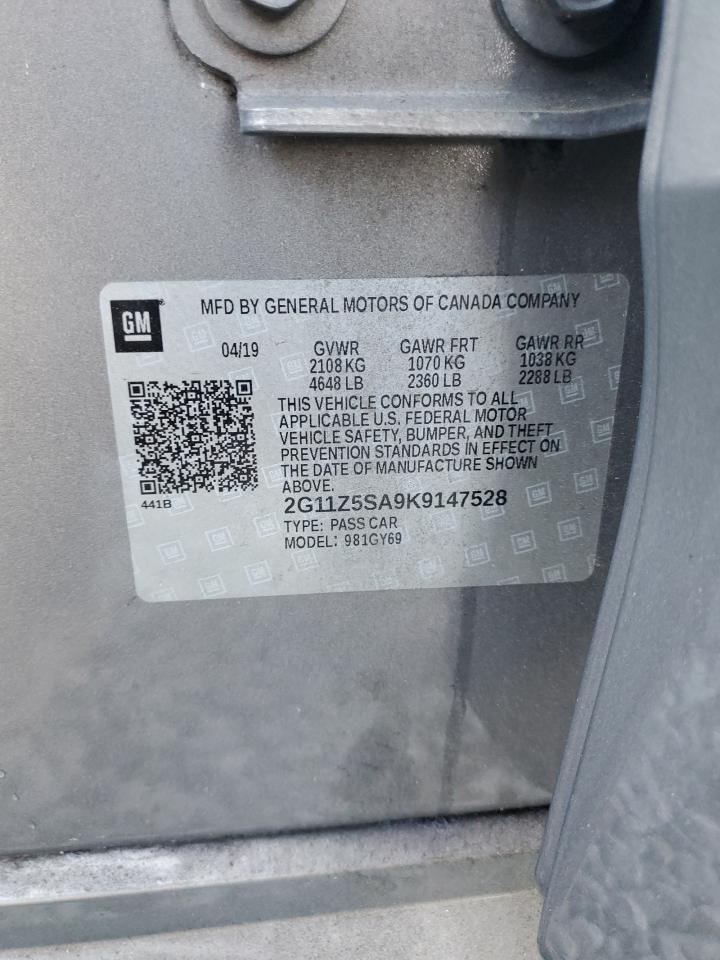 GM
MFD BY GENERAL MOTORS OF CANADA COMPANY
04/19 GVWR GAWR FRT GAWR RR
2108 KG 1070 KG 1038 KG
4648 LB 2360 LB 2288 LB
THIS VEHICLE CONFORMS TO ALL
APPLICABLE U.S. FEDERAL MOTOR
VEHICLE SAFETY, BUMPER, AND THEFT
PREVENTION STANDARDS IN EFFECT ON
THE DATE OF MANUFACTURE SHOWN
ABOVE.
441B
2G11Z5SA9K9147528
TYPE: PASS CAR
MODEL: 981GY69